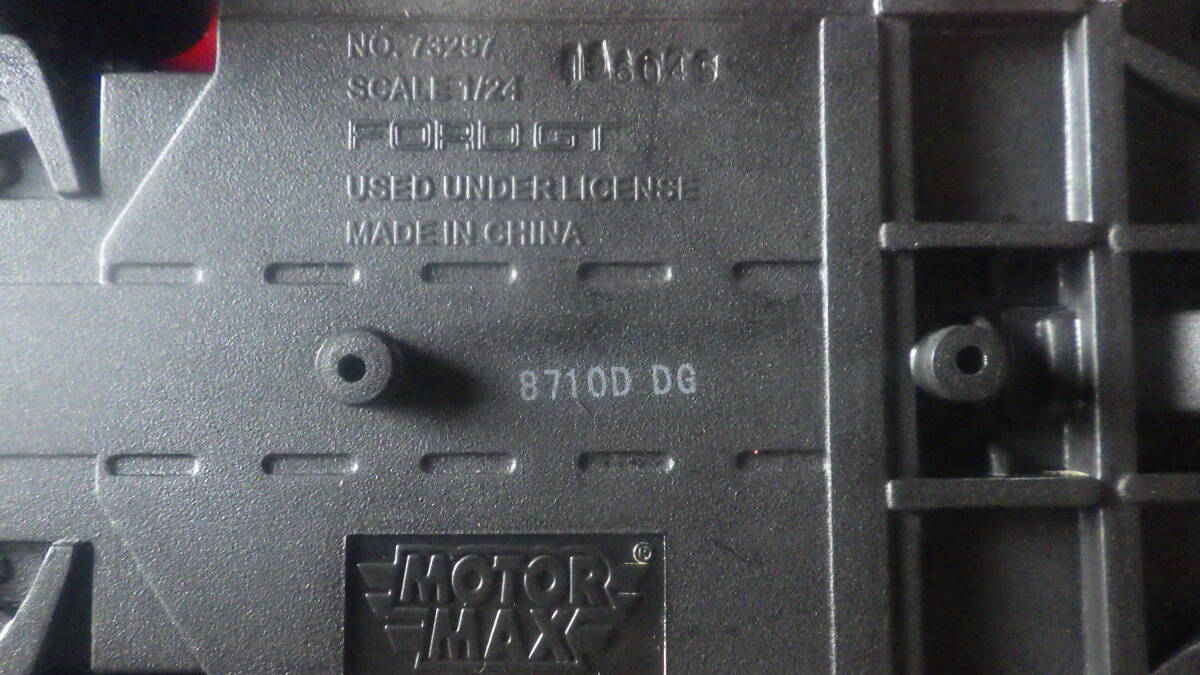 NO. 73297
SCALE 1/24
FORD GT
USED UNDER LICENSE
MADE IN CHINA
8710D DG
MOTOR
MAX
®